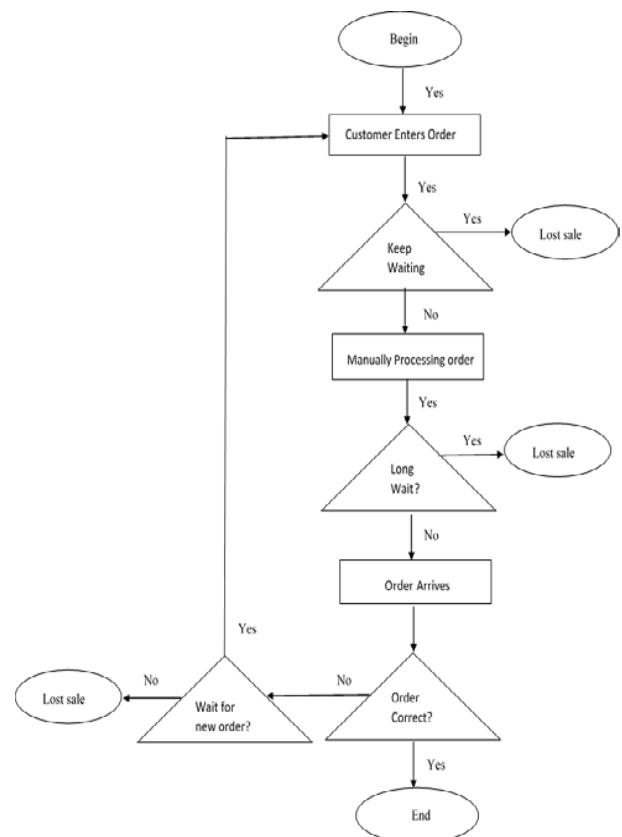 Begin
Yes
Customer Enters Order
Yes
Yes
Keep
Waiting
Lost sale
No
Manually Processing order
Yes
Yes
Long
Wait?
Lost sale
No
Order Arrives
Yes
No
No
Lost sale
Wait for
new order?
Order
Correct?
Yes
End